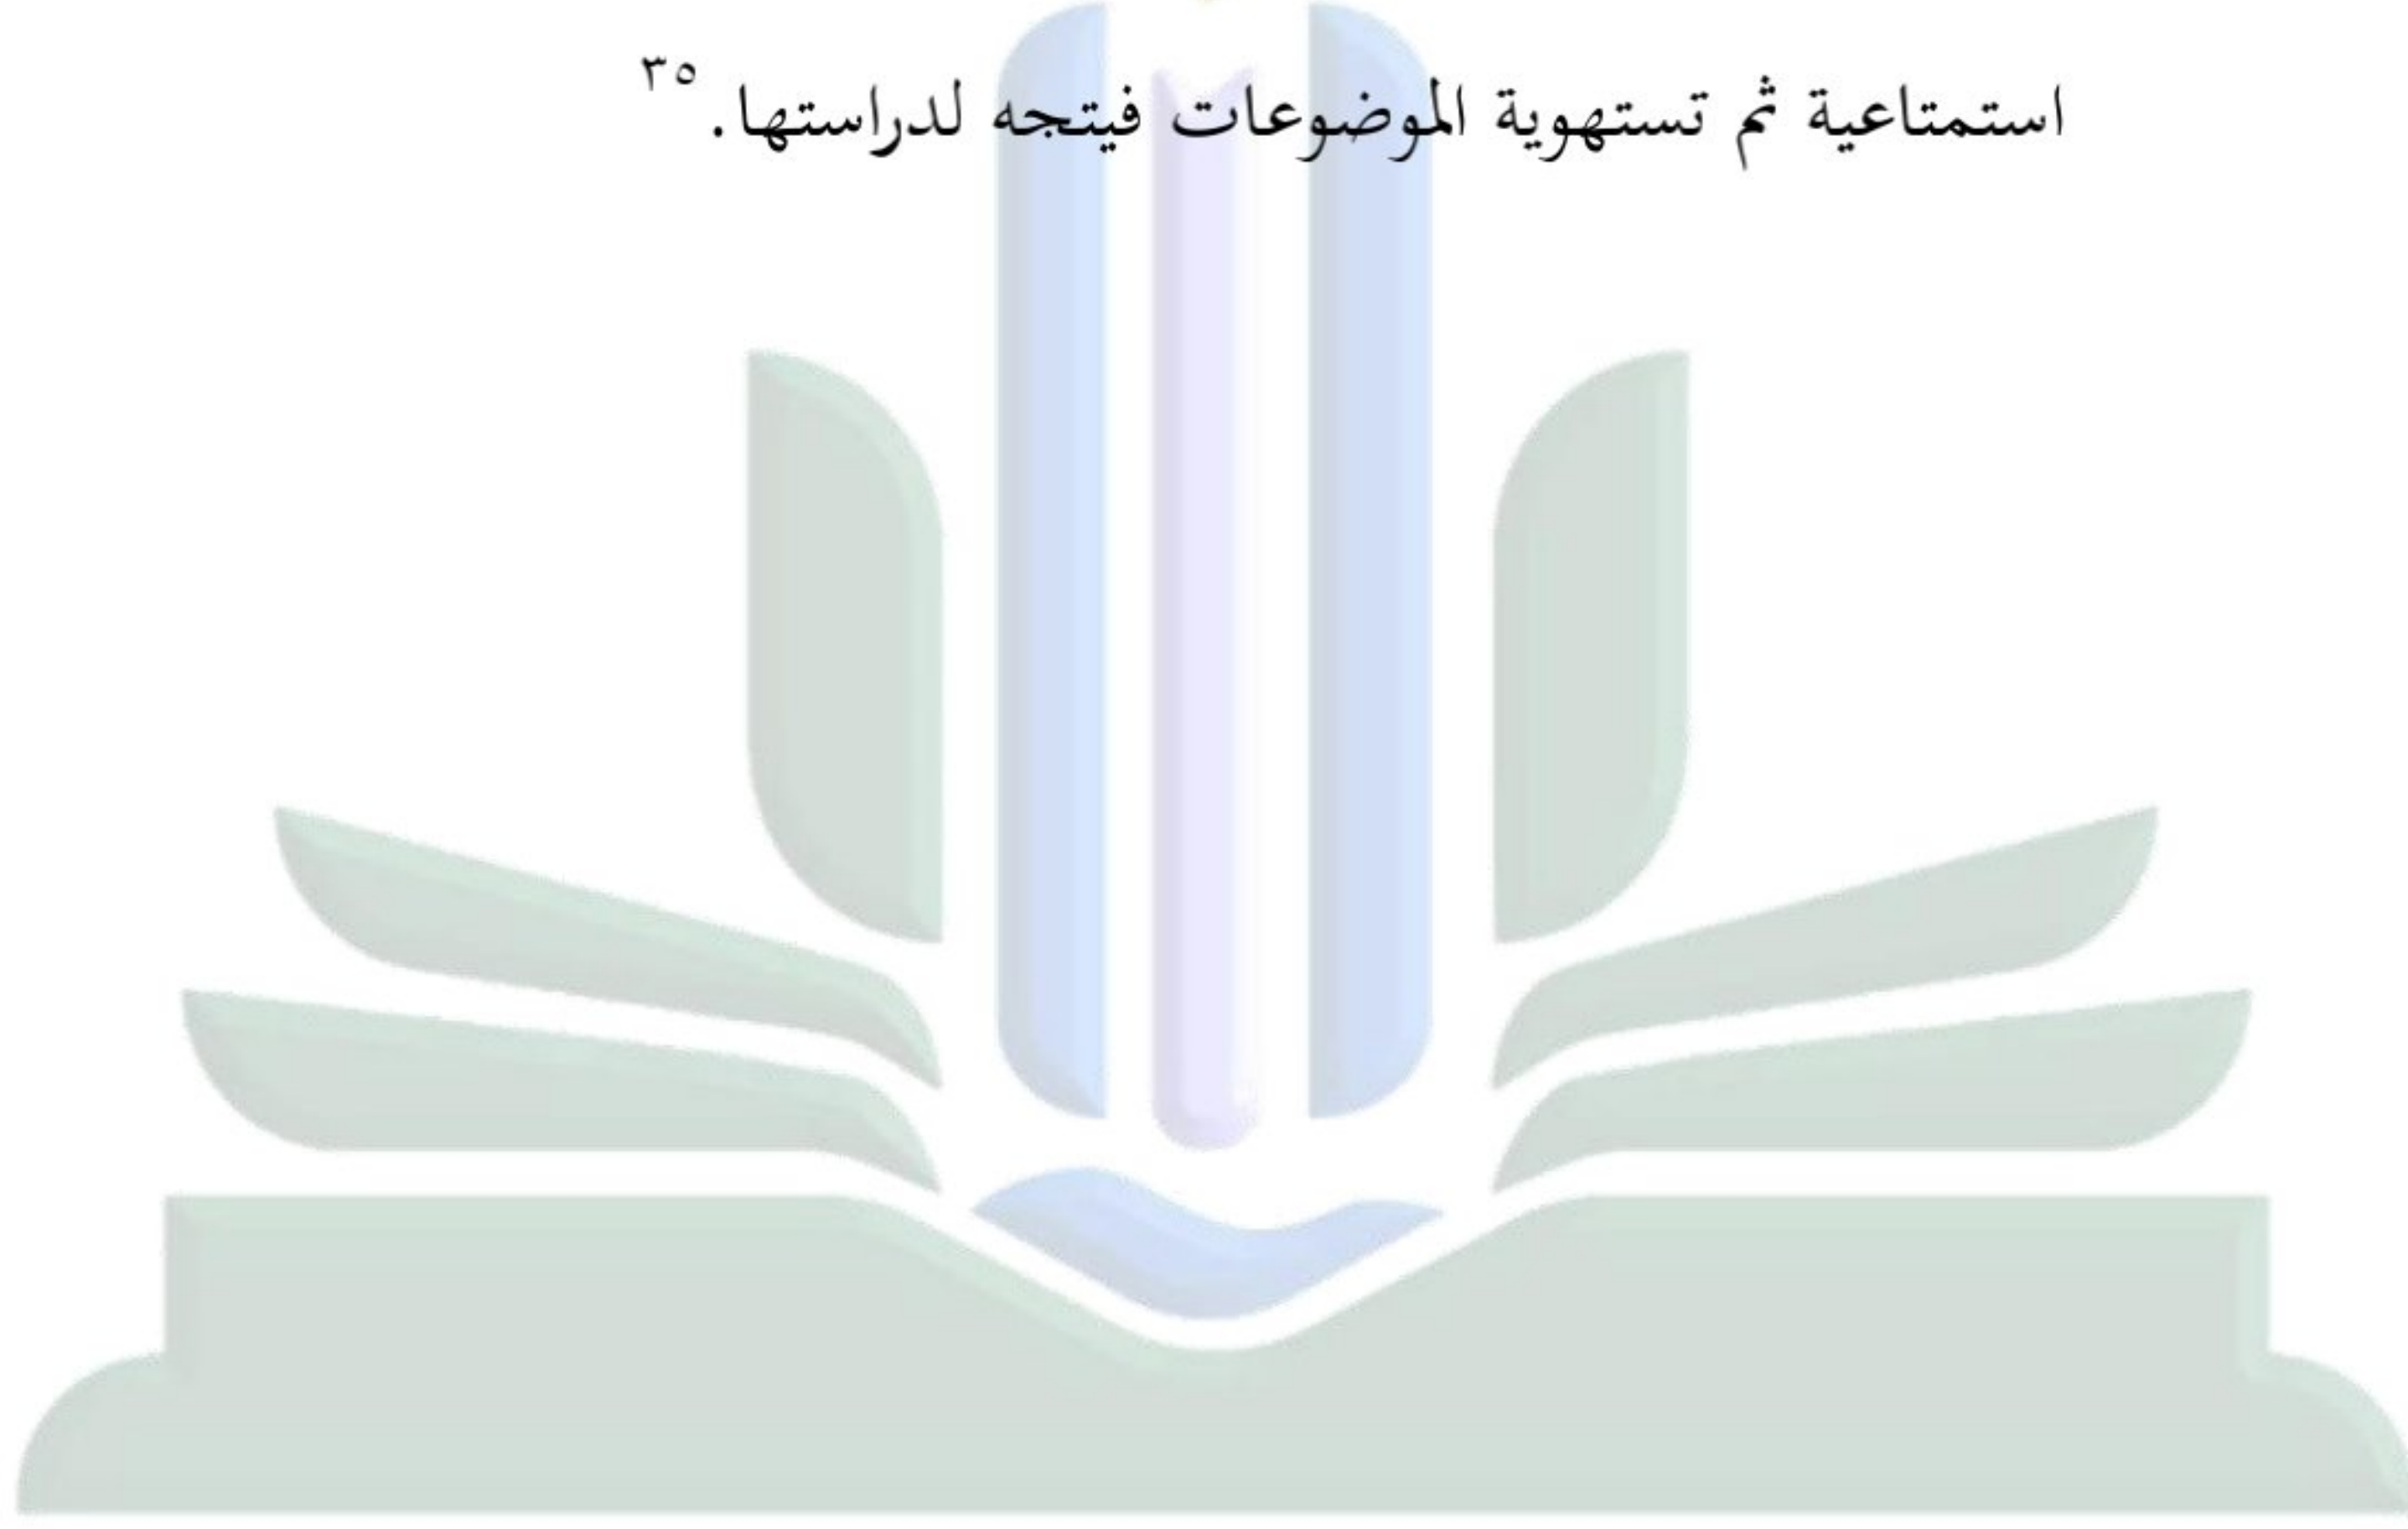 استمتاعية ثم تستهوية الموضوعات فيتجه لدراستها. ٣٥